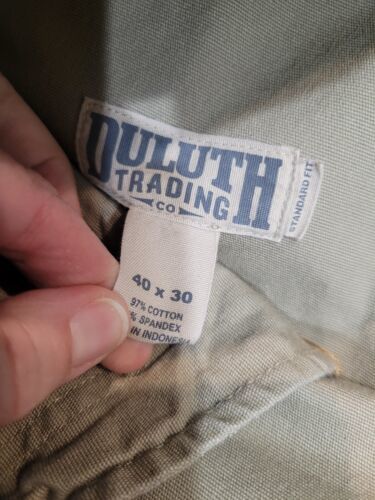 DULUTH
TRADING
CO
STANDARD FIT
40 x 30
97% COTTON
% SPANDEX
IN INDONESIA